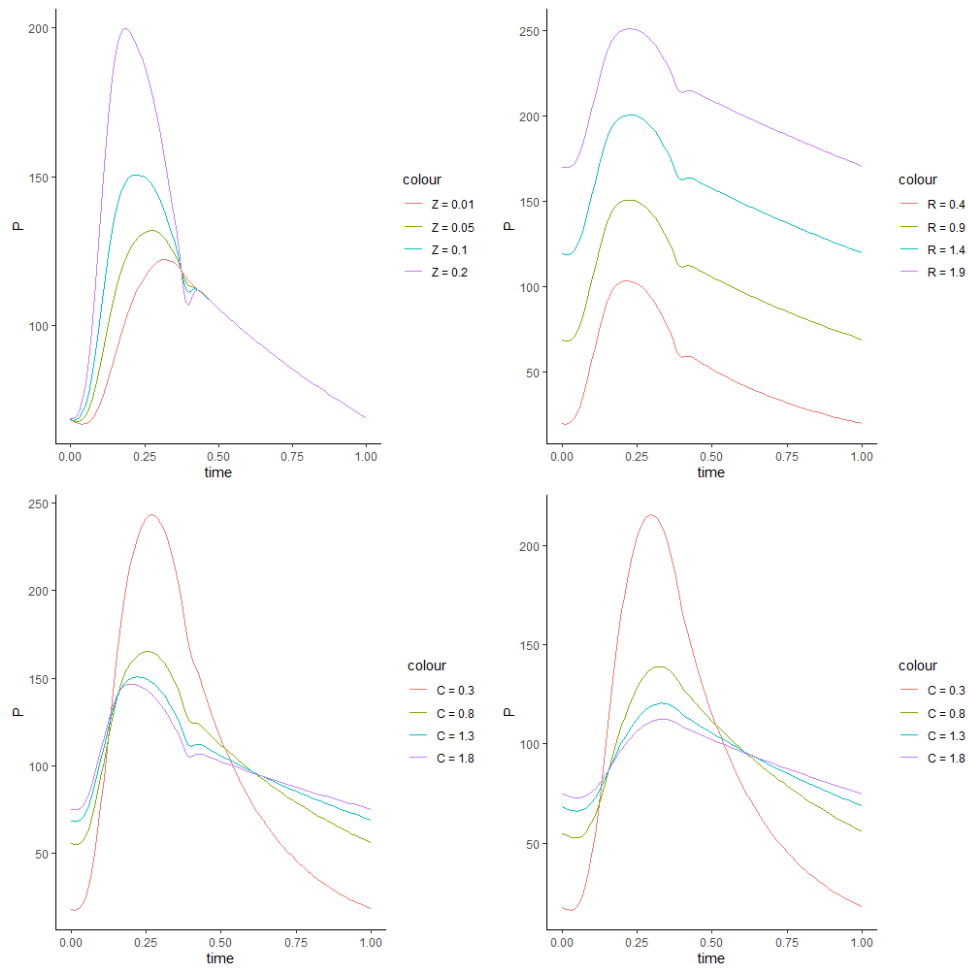 200
150
100
P
0.00 0.25 0.50 0.75 1.00
time
colour
Z = 0.01
Z = 0.05
Z = 0.1
Z = 0.2
250
200
150
100
50
P
0.00 0.25 0.50 0.75 1.00
time
colour
R = 0.4
R = 0.9
R = 1.4
R = 1.9
250
200
150
100
50
P
0.00 0.25 0.50 0.75 1.00
time
colour
C = 0.3
C = 0.8
C = 1.3
C = 1.8
200
150
100
50
P
0.00 0.25 0.50 0.75 1.00
time
colour
C = 0.3
C = 0.8
C = 1.3
C = 1.8